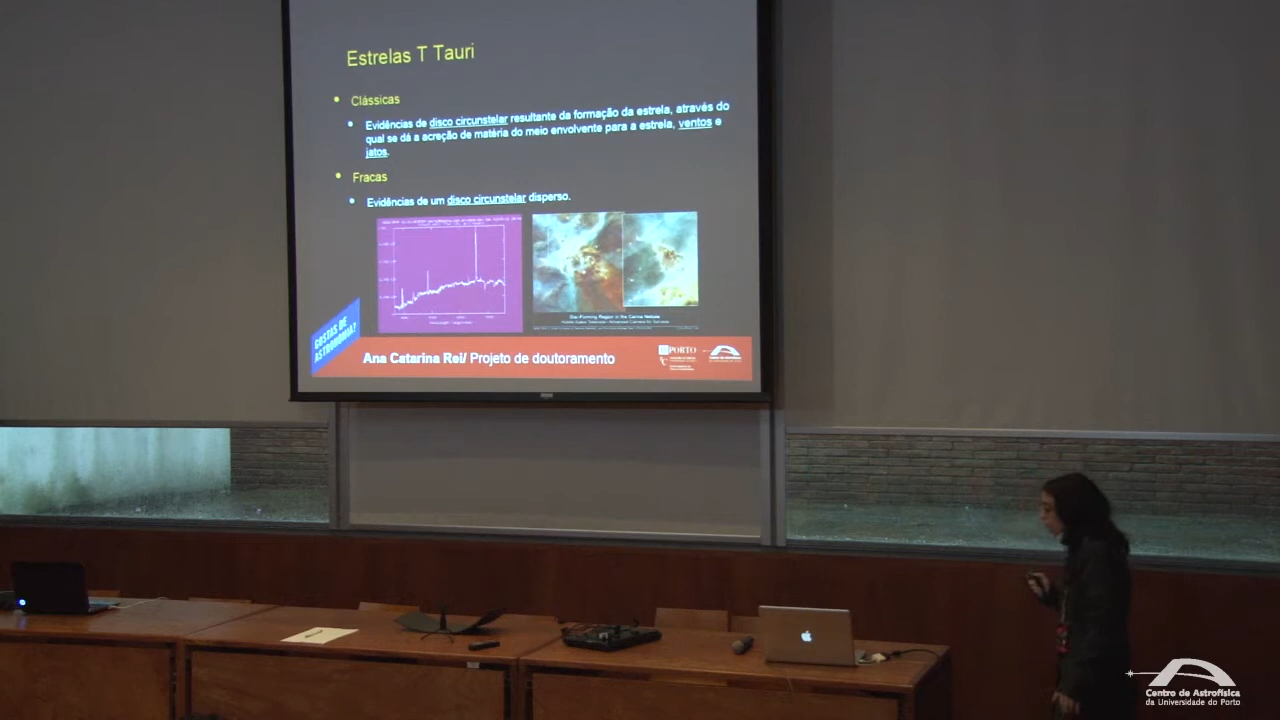 Estrelas T Tauri
• Clássicas
• Evidências de disco circunstelar resultante da formação da estrela, através do
qual se dá a acreção de matéria do meio envolvente para a estrela, ventos e
jatos.
• Fracas
• Evidências de um disco circunstelar disperso.
Star-Forming Region in the Carina Nebula
GOSTAS DE
ASTRONOMIA?
Ana Catarina Rei/ Projeto de doutoramento
PORTO
Centro de Astrofísica
da Universidade do Porto